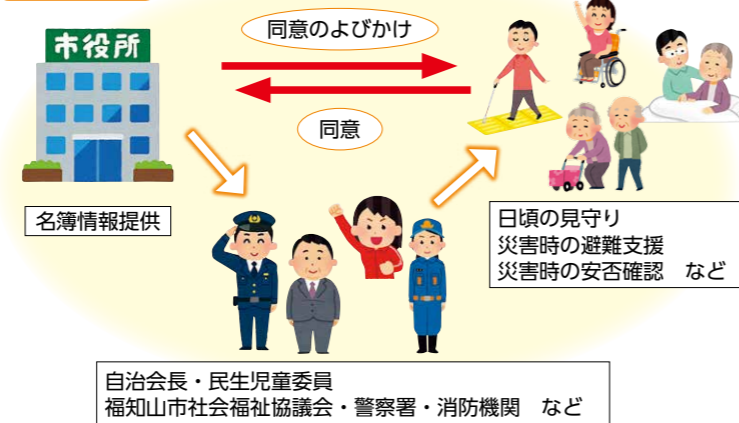 市役所
同意のよびかけ
同意
名簿情報提供
日頃の見守り
災害時の避難支援
災害時の安否確認　など
自治会長・民生児童委員
福知山市社会福祉協議会・警察署・消防機関　など